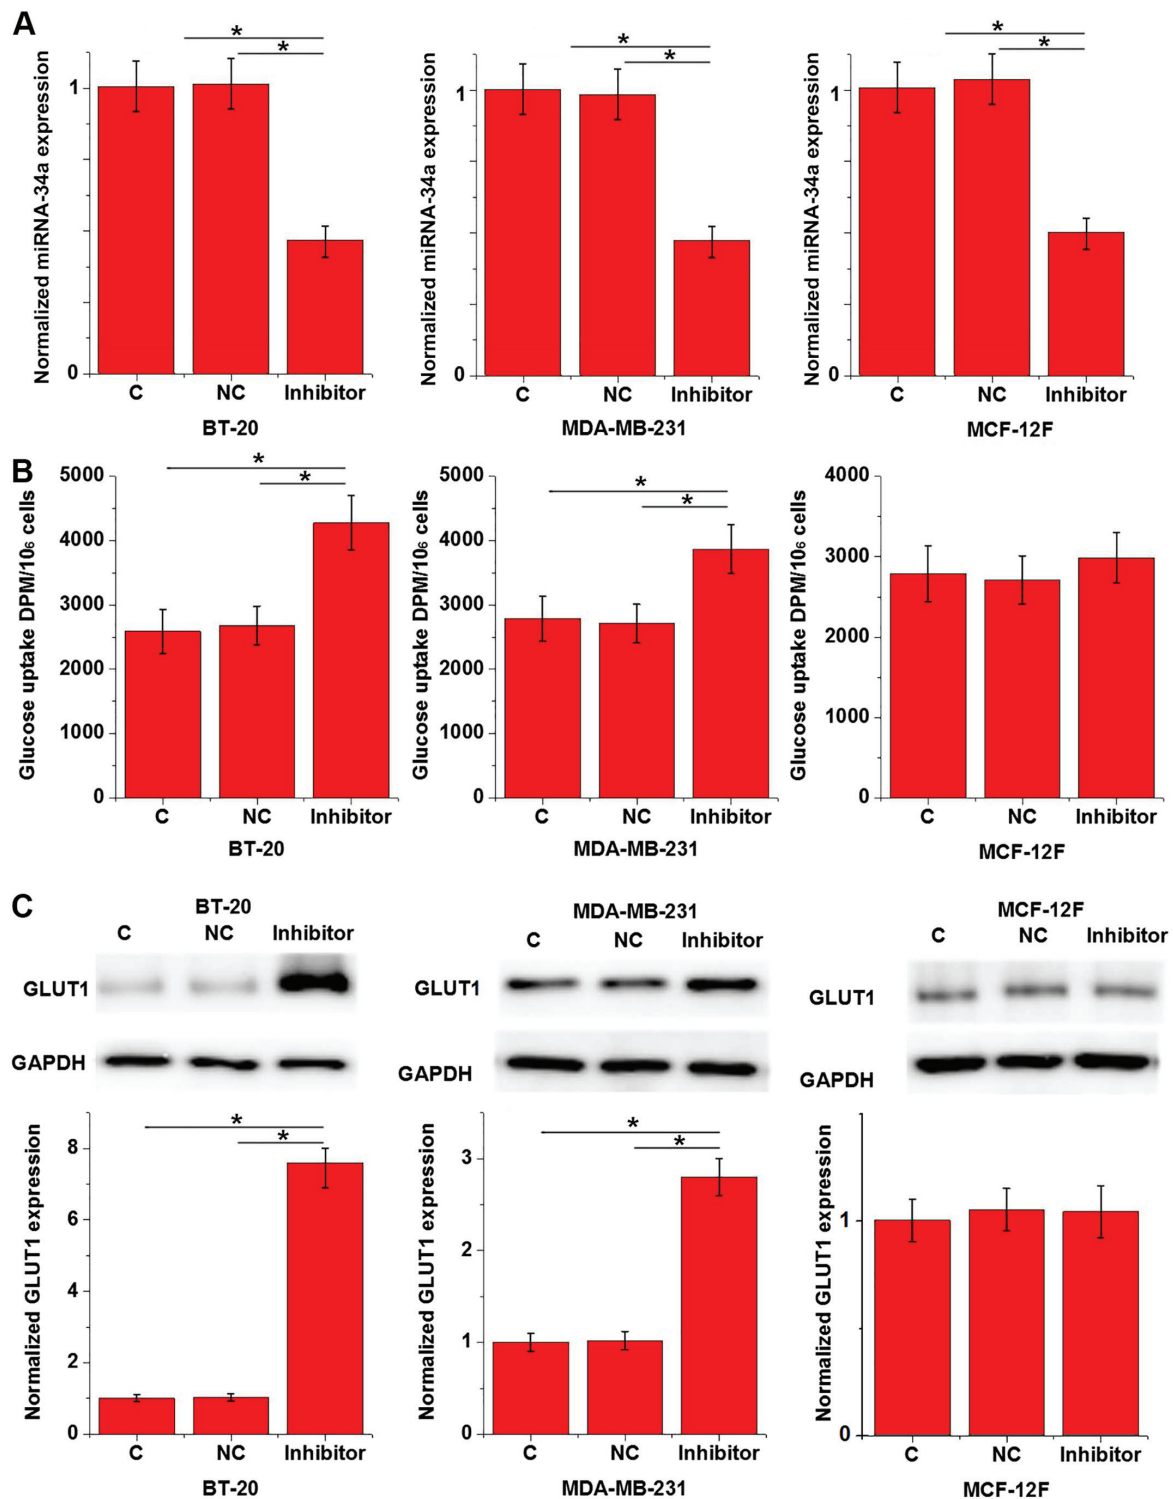 A
* * * * * *
Normalized miRNA-34a expression
1
0
C NC Inhibitor
BT-20
Normalized miRNA-34a expression
1
0
C NC Inhibitor
MDA-MB-231
Normalized miRNA-34a expression
1
0
C NC Inhibitor
MCF-12F
B
* * * *
Glucose uptake DPM/10₆ cells
5000
4000
3000
2000
1000
0
C NC Inhibitor
BT-20
Glucose uptake DPM/10₆ cells
5000
4000
3000
2000
1000
0
C NC Inhibitor
MDA-MB-231
Glucose uptake DPM/10₆ cells
4000
3000
2000
1000
0
C NC Inhibitor
MCF-12F
C
BT-20
C NC Inhibitor
GLUT1
GAPDH
MDA-MB-231
C NC Inhibitor
GLUT1
GAPDH
MCF-12F
C NC Inhibitor
GLUT1
GAPDH
* * * *
Normalized GLUT1 expression
8
6
4
2
0
C NC Inhibitor
BT-20
Normalized GLUT1 expression
3
2
1
0
C NC Inhibitor
MDA-MB-231
Normalized GLUT1 expression
1
0
C NC Inhibitor
MCF-12F